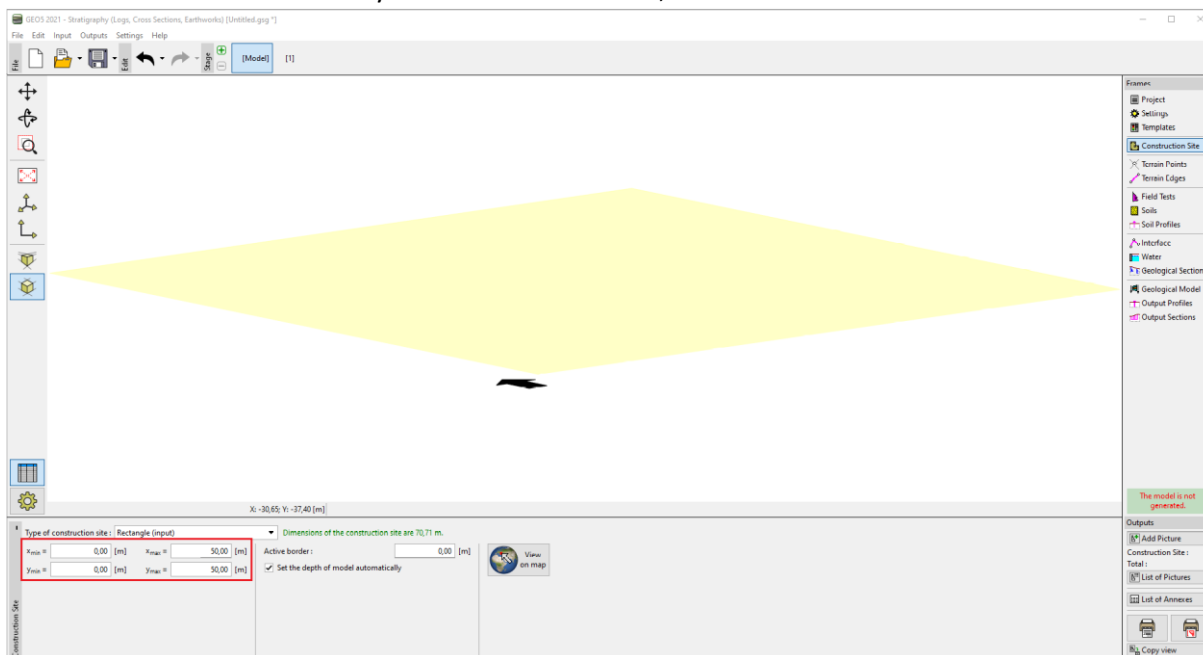 GEO5 2021 - Stratigraphy (Logs, Cross Sections, Earthworks) [Untitled.gsg *]
File Edit Input Outputs Settings Help
File
Edit
Stage
[Model] [1]
Frames
Project
Settings
Templates
Construction Site
Terrain Points
Terrain Edges
Field Tests
Soils
Soil Profiles
Interface
Water
Geological Section
Geological Model
Output Profiles
Output Sections
X: -30,65; Y: -37,40 [m]
The model is not
generated.
Construction Site
Type of construction site : Rectangle (input) Dimensions of the construction site are 70,71 m.
xmin = 0,00 [m] xmax = 50,00 [m] Active border : 0,00 [m]
ymin = 0,00 [m] ymax = 50,00 [m] Set the depth of model automatically
View
on map
Outputs
Add Picture
Construction Site :
Total :
List of Pictures
List of Annexes
Copy view